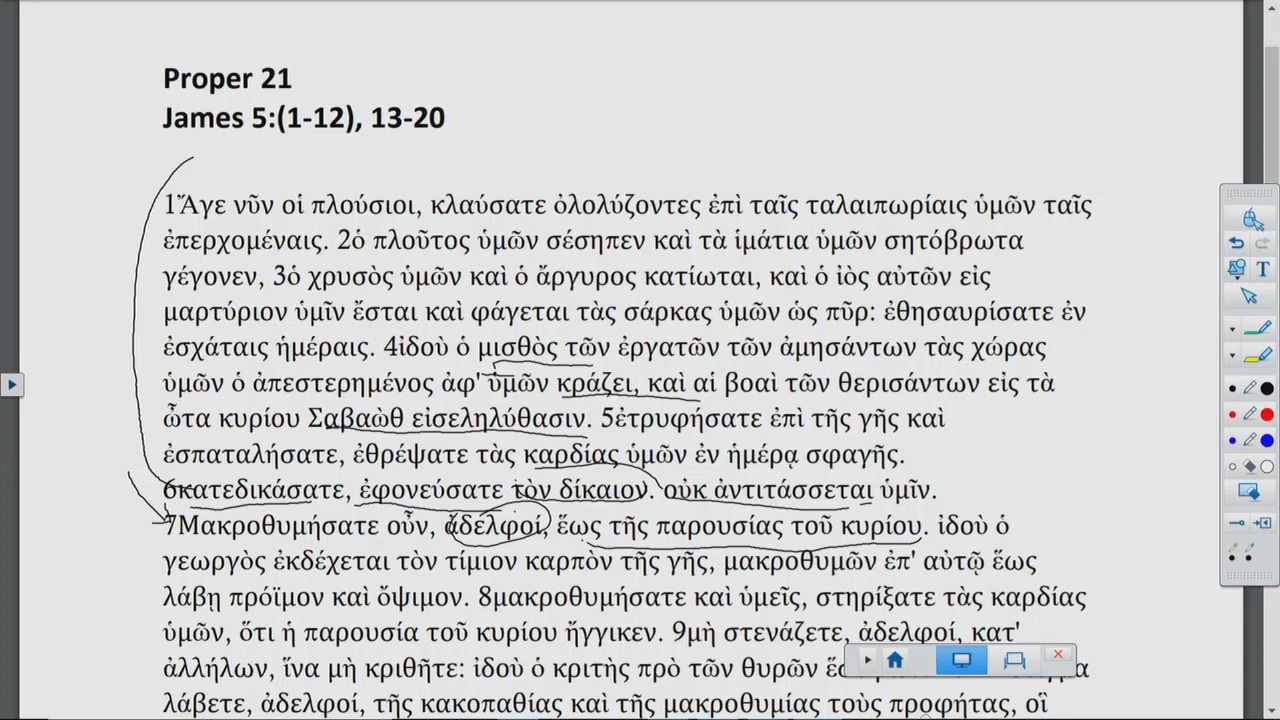 Proper 21
James 5:(1-12), 13-20
1Ἄγε νῦν οἱ πλούσιοι, κλαύσατε ὀλολύζοντες ἐπὶ ταῖς ταλαιπωρίαις ὑμῶν ταῖς
ἐπερχομέναις. 2ὁ πλοῦτος ὑμῶν σέσηπεν καὶ τὰ ἱμάτια ὑμῶν σητόβρωτα
γέγονεν, 3ὁ χρυσὸς ὑμῶν καὶ ὁ ἄργυρος κατίωται, καὶ ὁ ἰὸς αὐτῶν εἰς
μαρτύριον ὑμῖν ἔσται καὶ φάγεται τὰς σάρκας ὑμῶν ὡς πῦρ: ἐθησαυρίσατε ἐν
ἐσχάταις ἡμέραις. 4ἰδοὺ ὁ μισθὸς τῶν ἐργατῶν τῶν ἀμησάντων τὰς χώρας
ὑμῶν ὁ ἀπεστερημένος ἀφ' ὑμῶν κράζει, καὶ αἱ βοαὶ τῶν θερισάντων εἰς τὰ
ὦτα κυρίου Σαβαὼθ εἰσεληλύθασιν. 5ἐτρυφήσατε ἐπὶ τῆς γῆς καὶ
ἐσπαταλήσατε, ἐθρέψατε τὰς καρδίας ὑμῶν ἐν ἡμέρᾳ σφαγῆς.
6κατεδικάσατε, ἐφονεύσατε τὸν δίκαιον. οὐκ ἀντιτάσσεται ὑμῖν.
7Μακροθυμήσατε οὖν, ἀδελφοί, ἕως τῆς παρουσίας τοῦ κυρίου. ἰδοὺ ὁ
γεωργὸς ἐκδέχεται τὸν τίμιον καρπὸν τῆς γῆς, μακροθυμῶν ἐπ' αὐτῷ ἕως
λάβῃ πρόϊμον καὶ ὄψιμον. 8μακροθυμήσατε καὶ ὑμεῖς, στηρίξατε τὰς καρδίας
ὑμῶν, ὅτι ἡ παρουσία τοῦ κυρίου ἤγγικεν. 9μὴ στενάζετε, ἀδελφοί, κατ'
ἀλλήλων, ἵνα μὴ κριθῆτε: ἰδοὺ ὁ κριτὴς πρὸ τῶν θυρῶν
λάβετε, ἀδελφοί, τῆς κακοπαθίας καὶ τῆς μακροθυμίας τοὺς προφήτας, οἳ